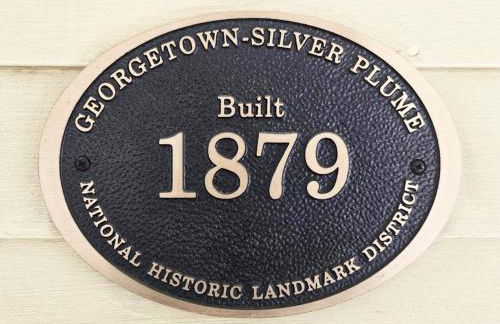 GEORGETOWN-SILVER PLUME
Built
1879
NATIONAL HISTORIC LANDMARK DISTRICT